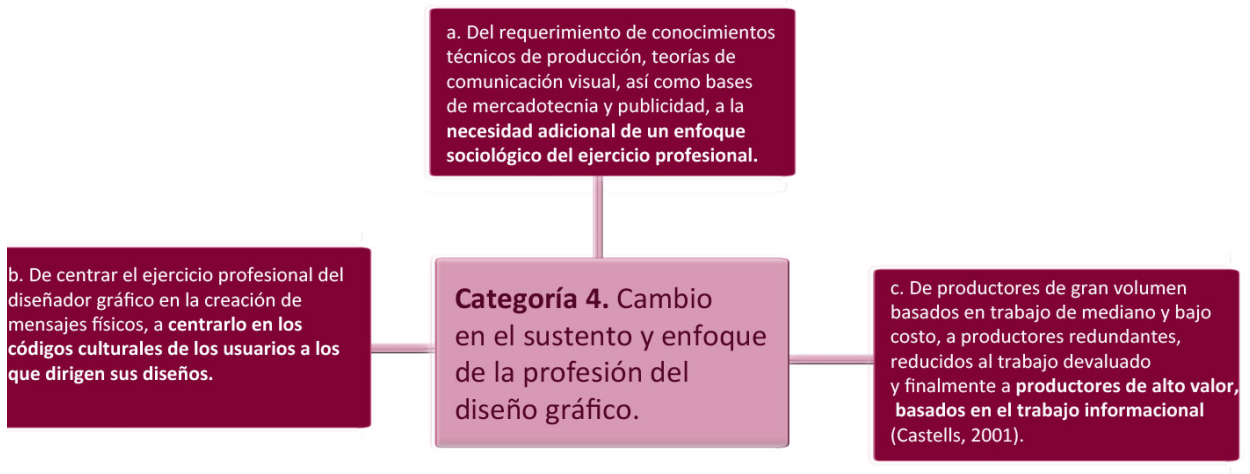 a. Del requerimiento de conocimientos
técnicos de producción, teorías de
comunicación visual, así como bases
de mercadotecnia y publicidad, a la
necesidad adicional de un enfoque
sociológico del ejercicio profesional.
b. De centrar el ejercicio profesional del
diseñador gráfico en la creación de
mensajes físicos, a centrarlo en los
códigos culturales de los usuarios a los
que dirigen sus diseños.
Categoría 4. Cambio
en el sustento y enfoque
de la profesión del
diseño gráfico.
c. De productores de gran volumen
basados en trabajo de mediano y bajo
costo, a productores redundantes,
reducidos al trabajo devaluado
y finalmente a productores de alto valor,
basados en el trabajo informacional
(Castells, 2001).